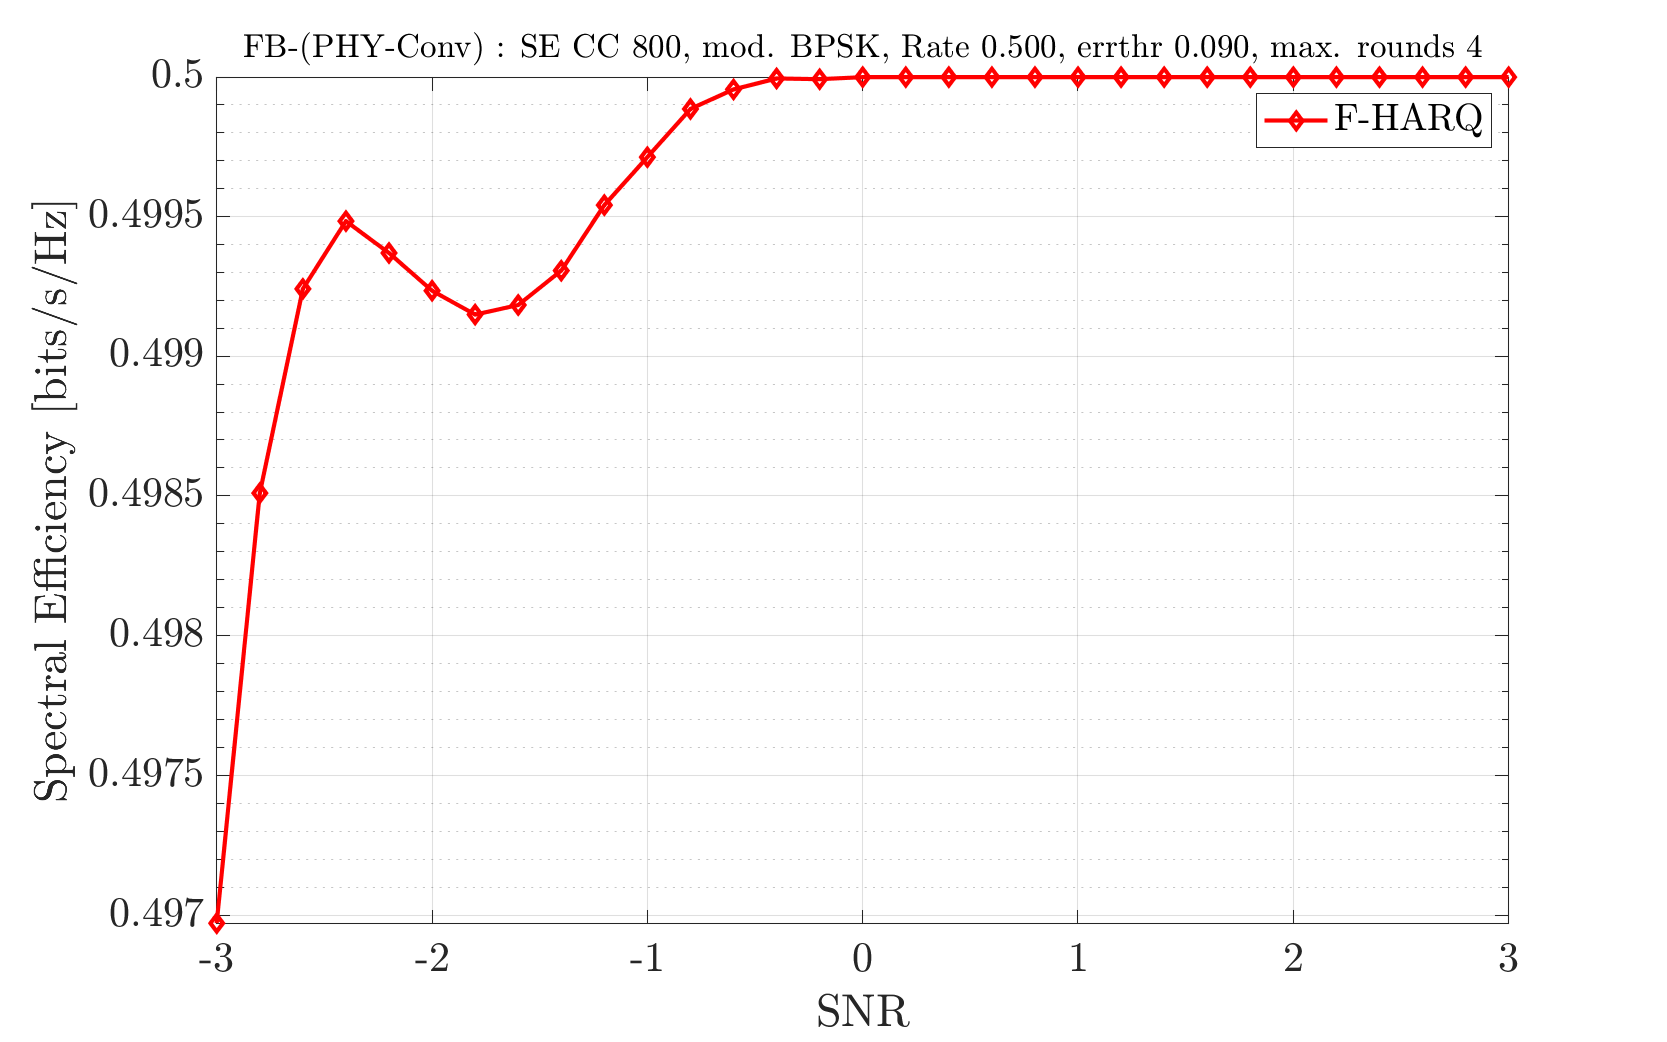 FB-(PHY-Conv) : SE CC 800, mod. BPSK, Rate 0.500, errthr 0.090, max. rounds 4
0.5
0.4995
0.499
0.4985
0.498
0.4975
0.497
Spectral Efficiency [bits/s/Hz]
F-HARQ
-3 -2 -1 0 1 2 3
SNR